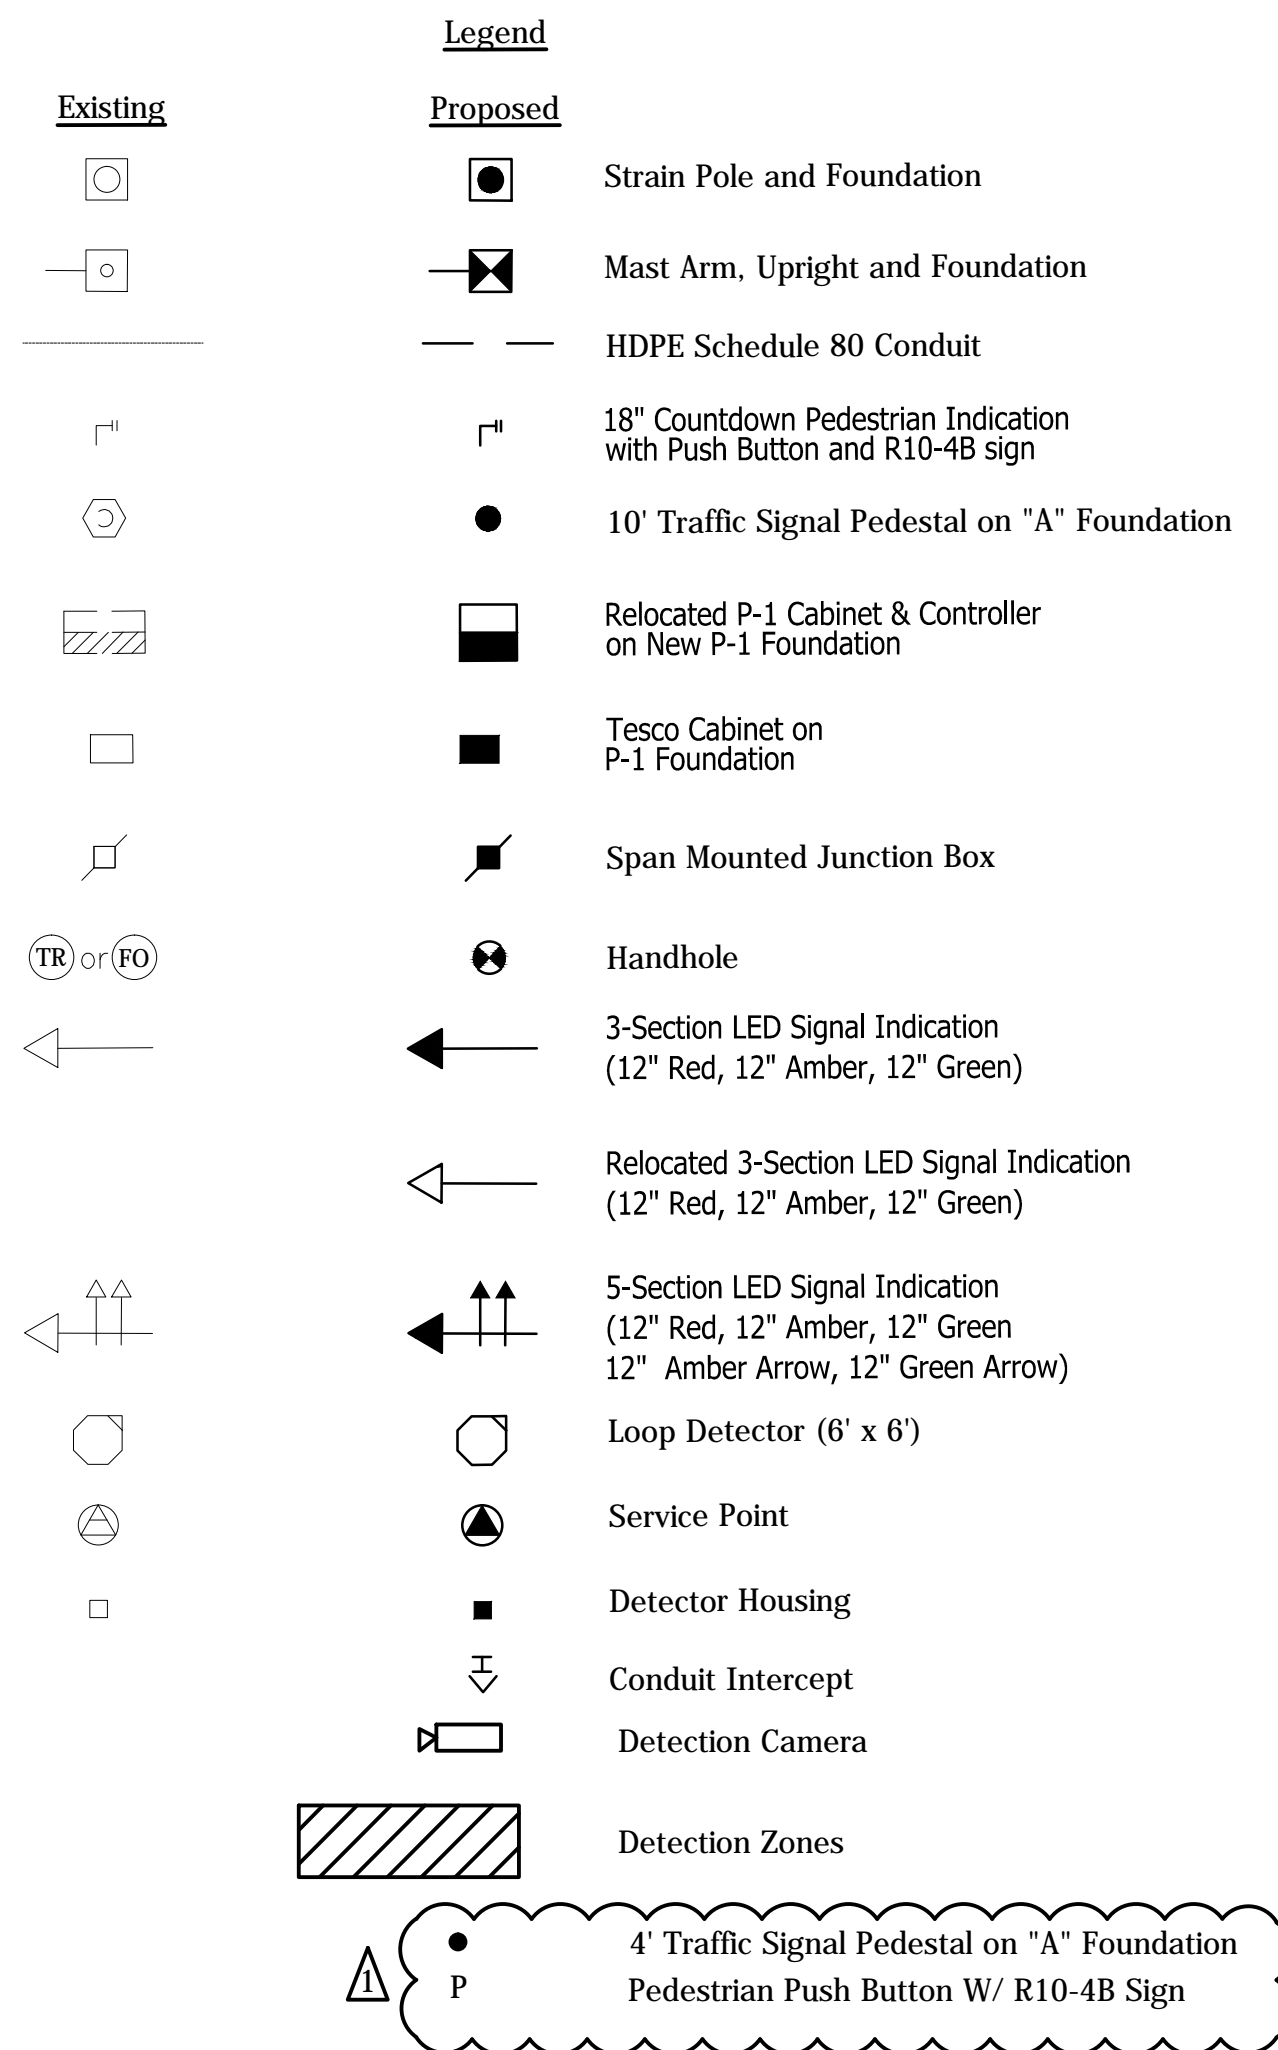 Legend
Existing
Proposed
Strain Pole and Foundation
Mast Arm, Upright and Foundation
HDPE Schedule 80 Conduit
18" Countdown Pedestrian Indication
with Push Button and R10-4B sign
10' Traffic Signal Pedestal on "A" Foundation
Relocated P-1 Cabinet & Controller
on New P-1 Foundation
Tesco Cabinet on
P-1 Foundation
Span Mounted Junction Box
TR or FO
Handhole
3-Section LED Signal Indication
(12" Red, 12" Amber, 12" Green)
Relocated 3-Section LED Signal Indication
(12" Red, 12" Amber, 12" Green)
5-Section LED Signal Indication
(12" Red, 12" Amber, 12" Green
12" Amber Arrow, 12" Green Arrow)
Loop Detector (6' x 6')
Service Point
Detector Housing
Conduit Intercept
Detection Camera
Detection Zones
4' Traffic Signal Pedestal on "A" Foundation
1
P
Pedestrian Push Button W/ R10-4B Sign